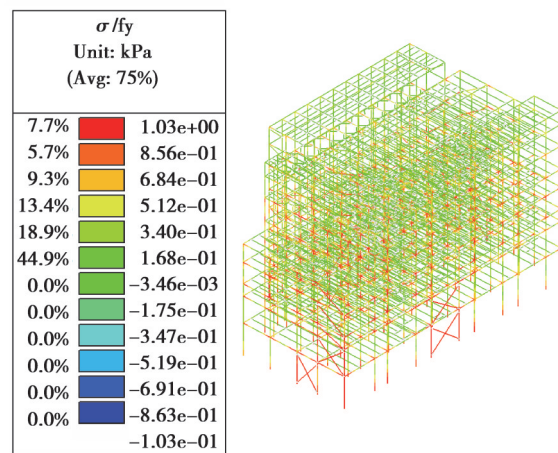 σ/fy
Unit: kPa
(Avg: 75%)
7.7% 1.03e+00
5.7% 8.56e−01
9.3% 6.84e−01
13.4% 5.12e−01
18.9% 3.40e−01
44.9% 1.68e−01
0.0% −3.46e−03
0.0% −1.75e−01
0.0% −3.47e−01
0.0% −5.19e−01
0.0% −6.91e−01
0.0% −8.63e−01
−1.03e−01